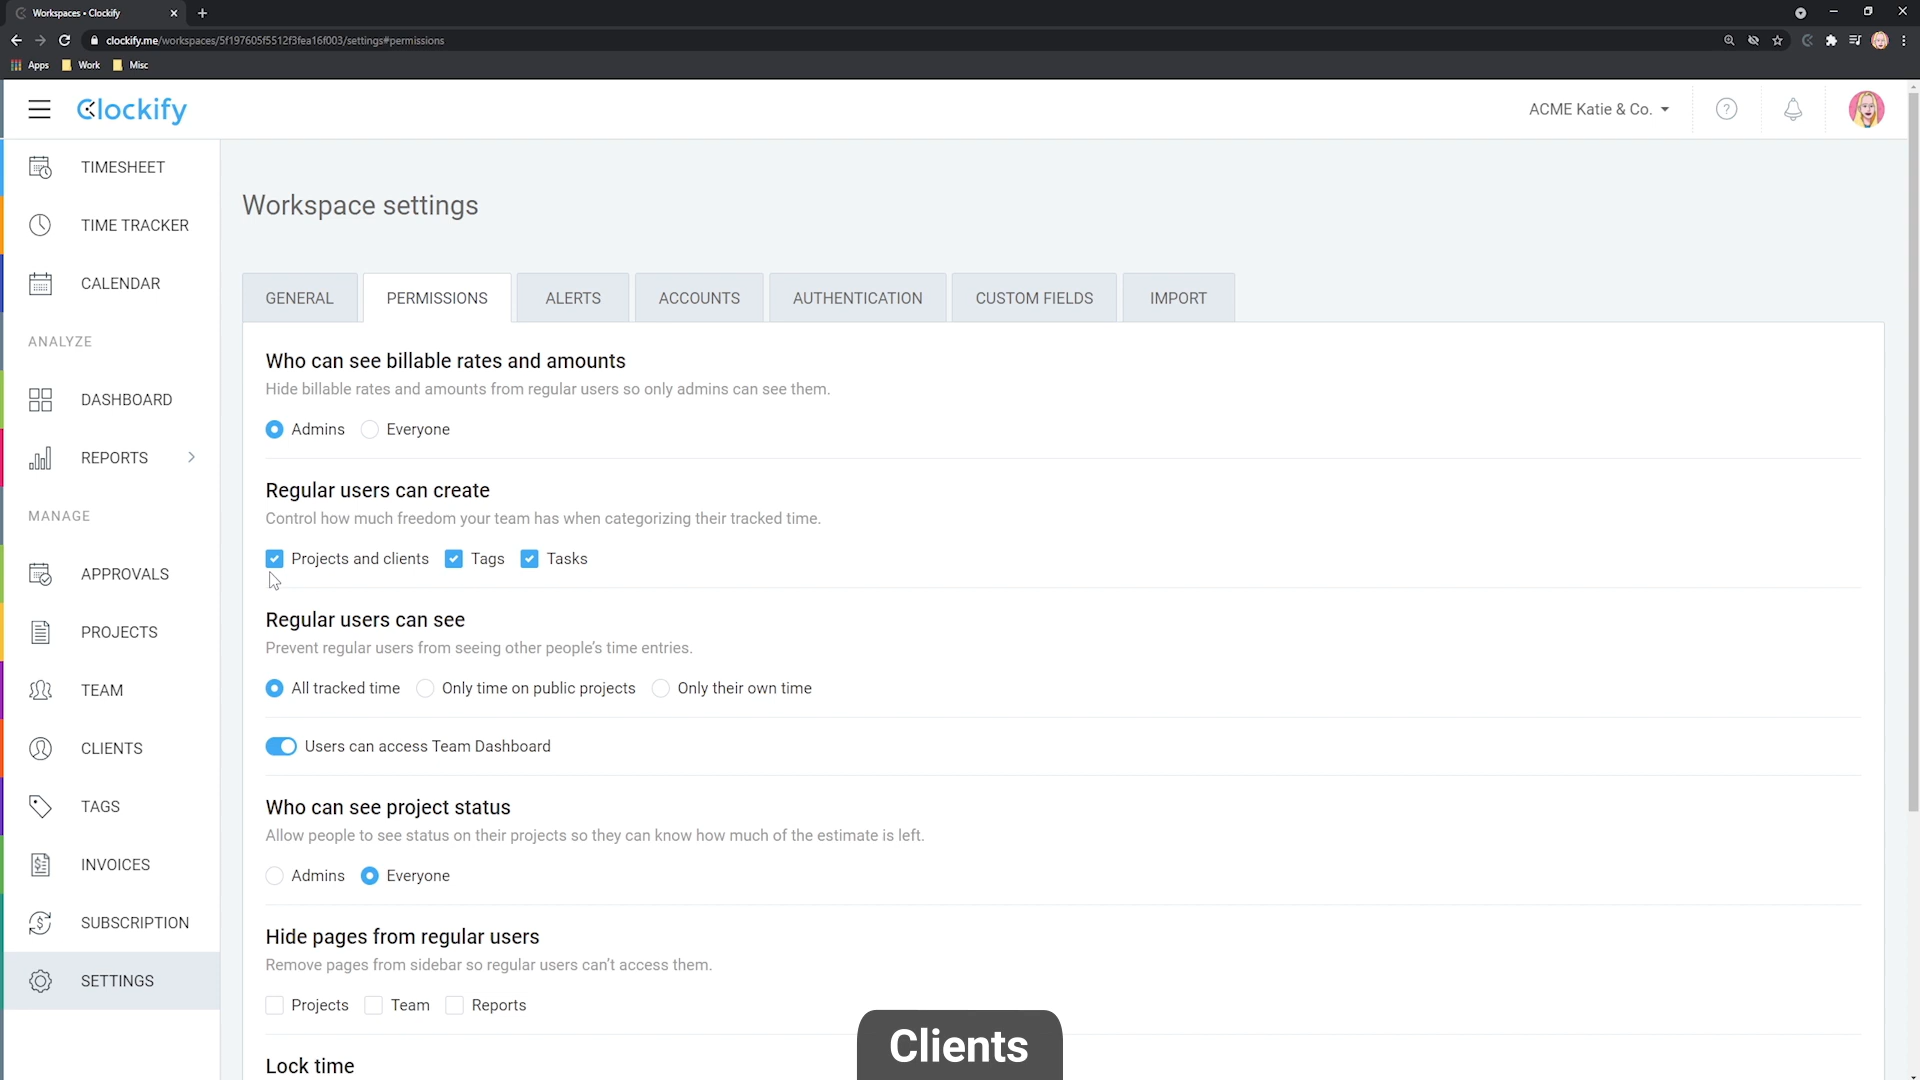 Workspaces • Clockify
clockify.me/workspaces/5f197605f5512f3fea16f003/settings#permissions
Apps
Work
Misc
Clockify
ACME Katie & Co.
TIMESHEET
TIME TRACKER
CALENDAR
ANALYZE
DASHBOARD
REPORTS
MANAGE
APPROVALS
PROJECTS
TEAM
CLIENTS
TAGS
INVOICES
SUBSCRIPTION
SETTINGS
Workspace settings
GENERAL
PERMISSIONS
ALERTS
ACCOUNTS
AUTHENTICATION
CUSTOM FIELDS
IMPORT
Who can see billable rates and amounts
Hide billable rates and amounts from regular users so only admins can see them.
Admins
Everyone
Regular users can create
Control how much freedom your team has when categorizing their tracked time.
Projects and clients
Tags
Tasks
Regular users can see
Prevent regular users from seeing other people's time entries.
All tracked time
Only time on public projects
Only their own time
Users can access Team Dashboard
Who can see project status
Allow people to see status on their projects so they can know how much of the estimate is left.
Admins
Everyone
Hide pages from regular users
Remove pages from sidebar so regular users can't access them.
Projects
Team
Reports
Lock time
Clients